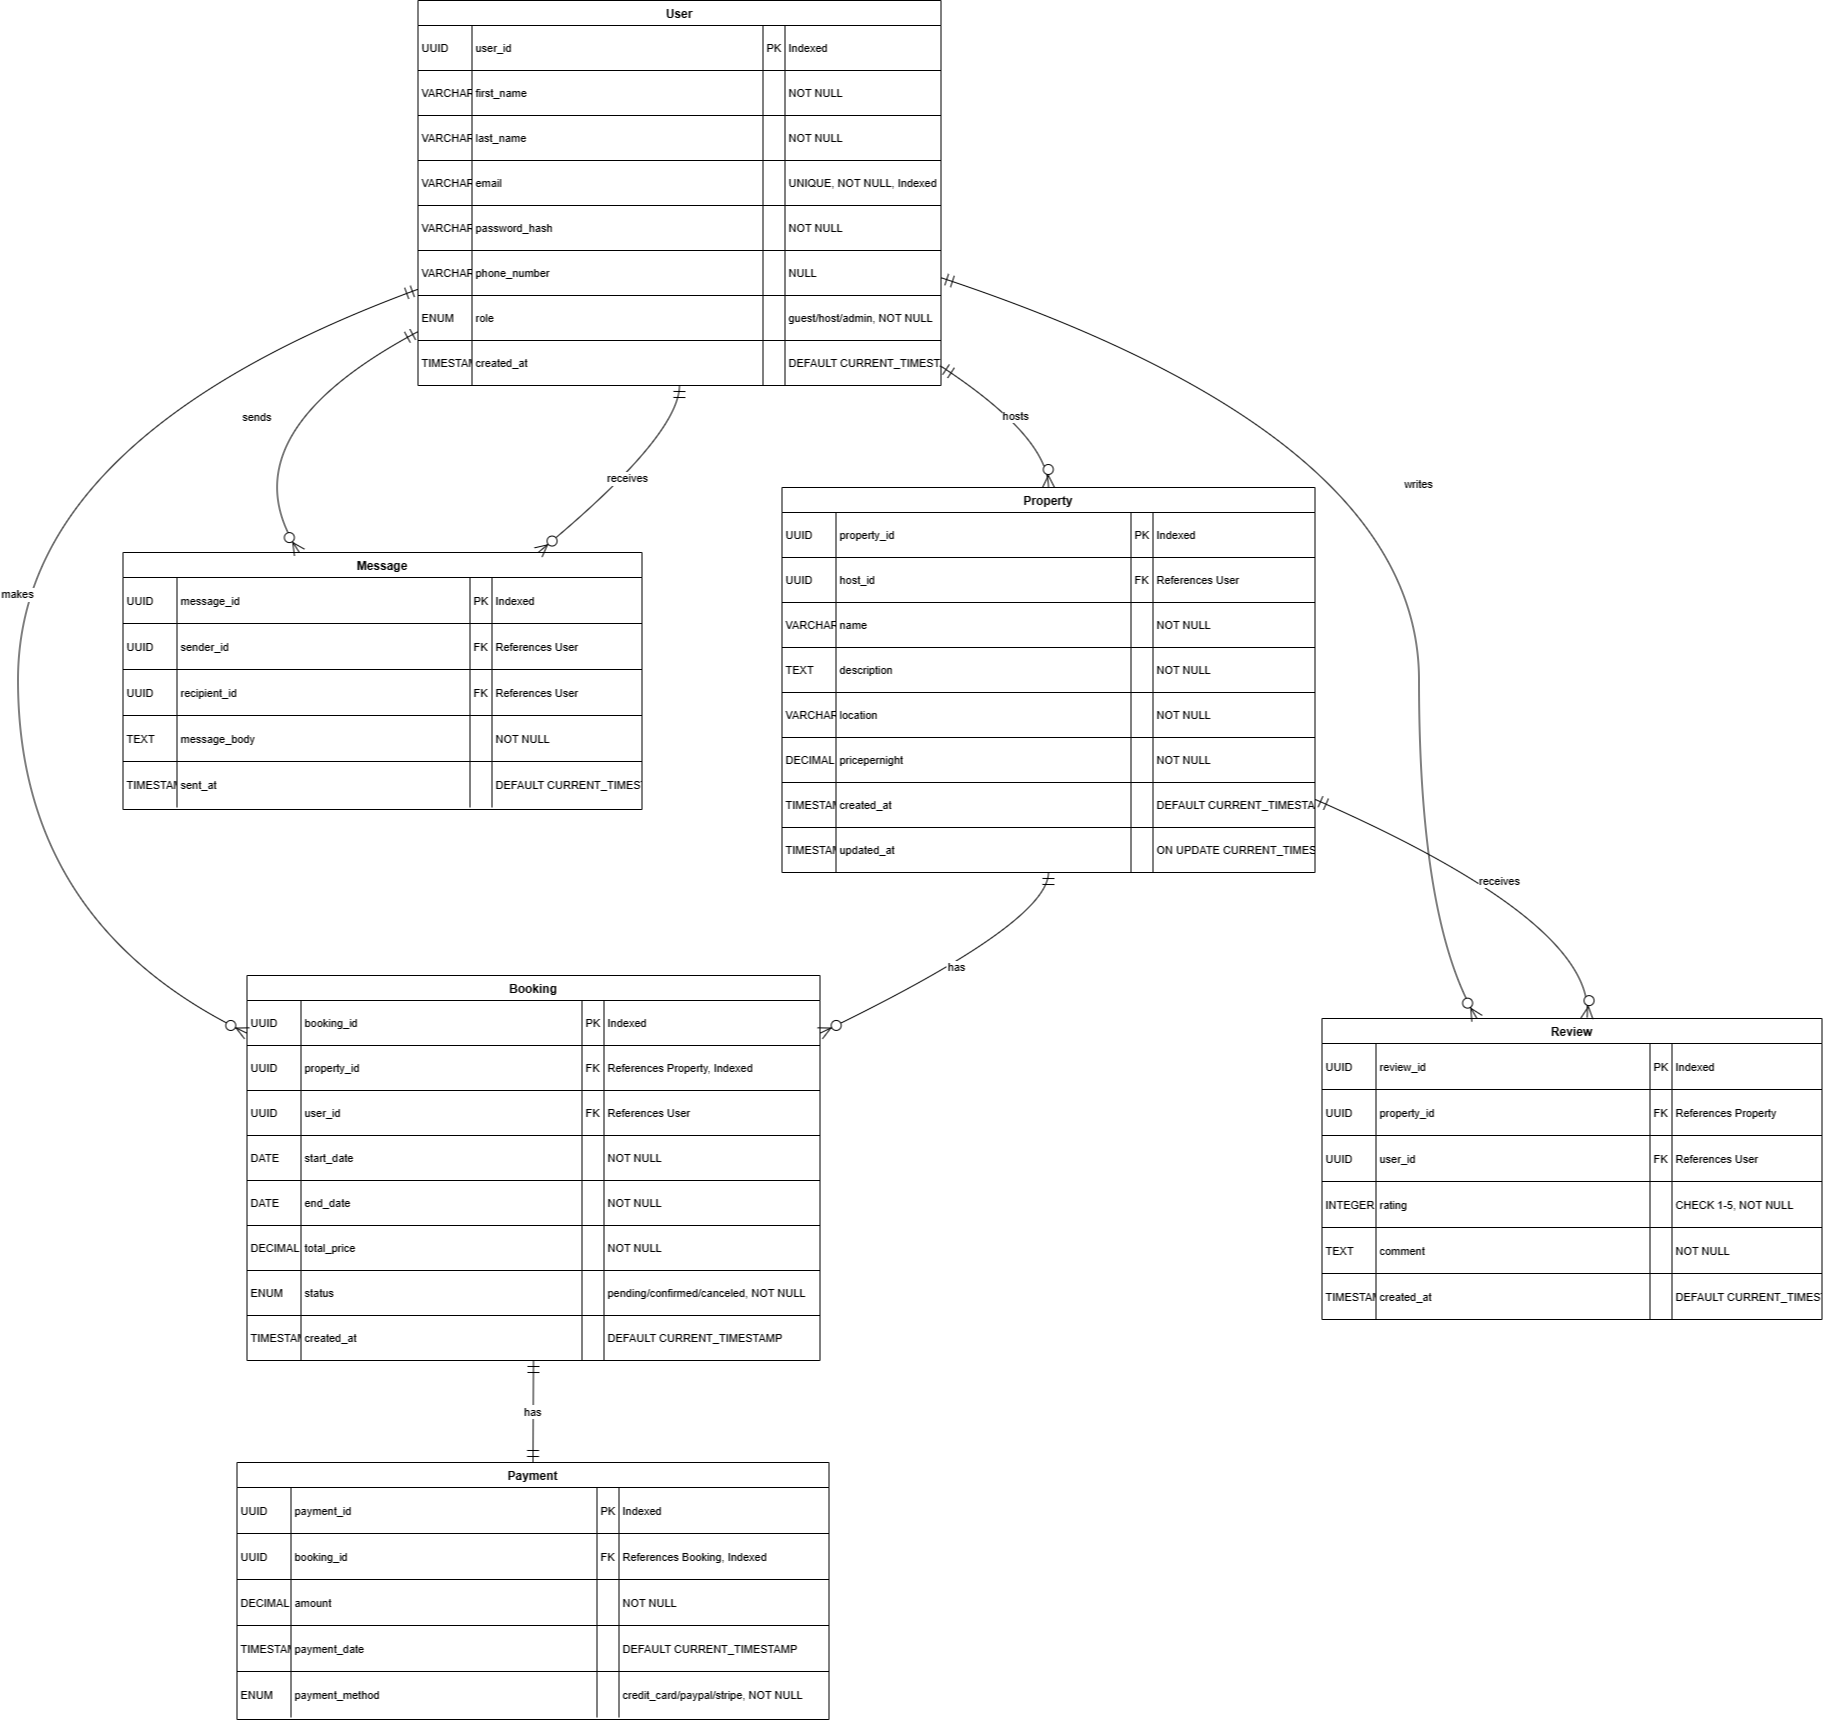 User
UUID user_id PK Indexed
VARCHAR first_name NOT NULL
VARCHAR last_name NOT NULL
VARCHAR email UNIQUE, NOT NULL, Indexed
VARCHAR password_hash NOT NULL
VARCHAR phone_number NULL
ENUM role guest/host/admin, NOT NULL
TIMESTAM created_at DEFAULT CURRENT_TIMEST
sends
hosts
receives
writes
makes
Message
UUID message_id PK Indexed
UUID sender_id FK References User
UUID recipient_id FK References User
TEXT message_body NOT NULL
TIMESTAM sent_at DEFAULT CURRENT_TIMES
Property
UUID property_id PK Indexed
UUID host_id FK References User
VARCHAR name NOT NULL
TEXT description NOT NULL
VARCHAR location NOT NULL
DECIMAL pricepernight NOT NULL
TIMESTAM created_at DEFAULT CURRENT_TIMESTA
TIMESTAM updated_at ON UPDATE CURRENT_TIMES
receives
has
Booking
UUID booking_id PK Indexed
UUID property_id FK References Property, Indexed
UUID user_id FK References User
DATE start_date NOT NULL
DATE end_date NOT NULL
DECIMAL total_price NOT NULL
ENUM status pending/confirmed/canceled, NOT NULL
TIMESTAM created_at DEFAULT CURRENT_TIMESTAMP
Review
UUID review_id PK Indexed
UUID property_id FK References Property
UUID user_id FK References User
INTEGER rating CHECK 1-5, NOT NULL
TEXT comment NOT NULL
TIMESTAM created_at DEFAULT CURRENT_TIMES
has
Payment
UUID payment_id PK Indexed
UUID booking_id FK References Booking, Indexed
DECIMAL amount NOT NULL
TIMESTAM payment_date DEFAULT CURRENT_TIMESTAMP
ENUM payment_method credit_card/paypal/stripe, NOT NULL